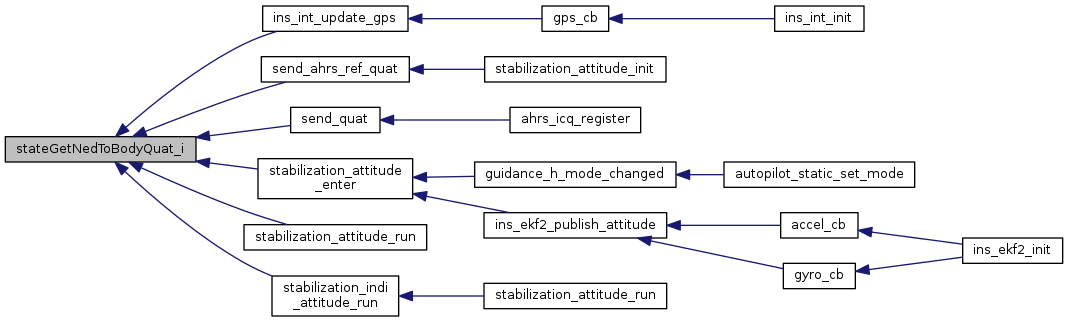 ins_int_update_gps
gps_cb
ins_int_init
send_ahrs_ref_quat
stabilization_attitude_init
send_quat
ahrs_icq_register
stateGetNedToBodyQuat_i
stabilization_attitude
_enter
guidance_h_mode_changed
autopilot_static_set_mode
ins_ekf2_publish_attitude
accel_cb
stabilization_attitude_run
ins_ekf2_init
gyro_cb
stabilization_indi
_attitude_run
stabilization_attitude_run